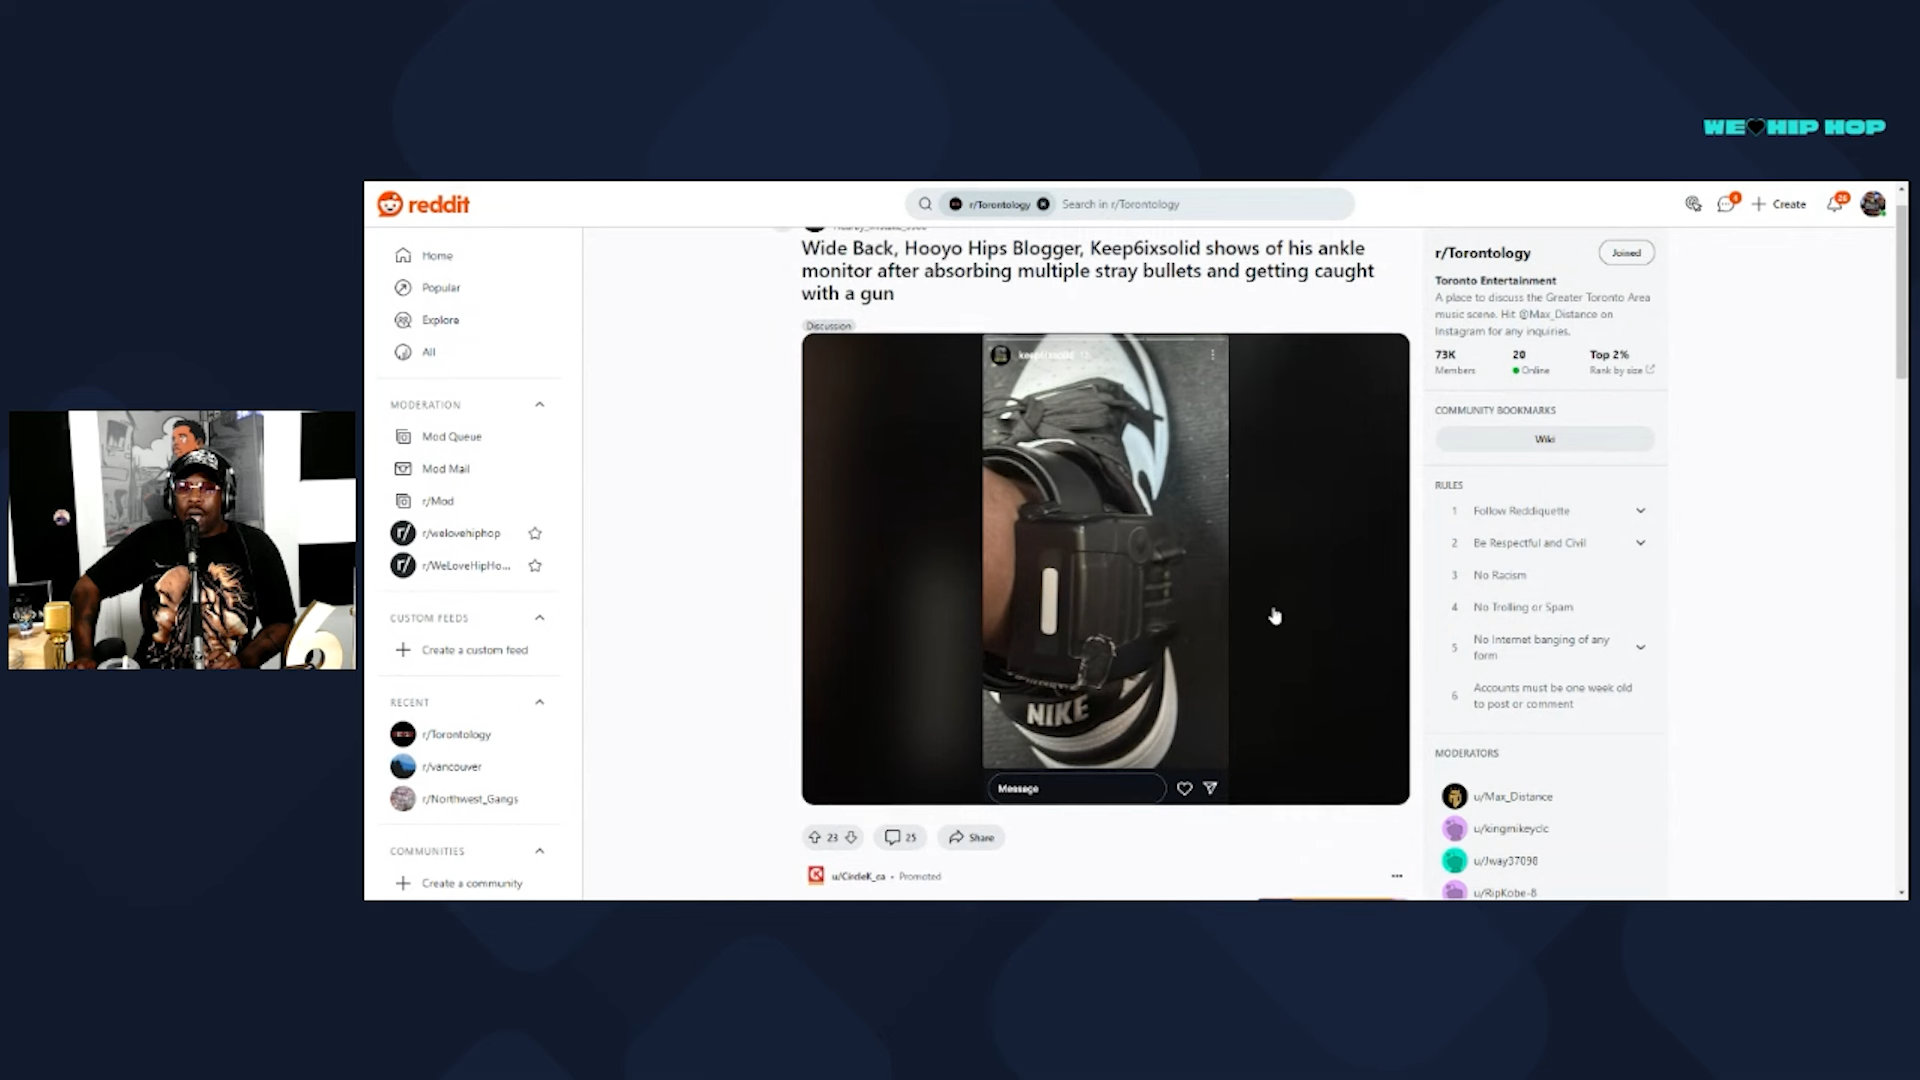 WE HIP HOP
reddit
r/Torontology
Search in r/Torontology
4
Create
26
Home
Popular
Explore
All
MODERATION
Mod Queue
Mod Mail
r/Mod
r/welovehiphop
r/WeLoveHipHo...
CUSTOM FEEDS
Create a custom feed
RECENT
r/Torontology
r/vancouver
r/Northwest_Gangs
COMMUNITIES
Create a community
Wide Back, Hooyo Hips Blogger, Keep6ixsolid shows of his ankle
monitor after absorbing multiple stray bullets and getting caught
with a gun
Discussion
keep6ixsolid
NIKE
Message
23
25
Share
u/CircleK_ca • Promoted
r/Torontology
Joined
Toronto Entertainment
A place to discuss the Greater Toronto Area
music scene. Hit @Max_Distance on
Instagram for any inquiries.
73K 20 Top 2%
Members Online Rank by size
COMMUNITY BOOKMARKS
Wiki
RULES
1 Follow Reddiquette
2 Be Respectful and Civil
3 No Racism
4 No Trolling or Spam
5 No Internet banging of any
form
6 Accounts must be one week old
to post or comment
MODERATORS
u/Max_Distance
u/kingmikeyclc
u/Jway37098
u/RipKobe-8
6